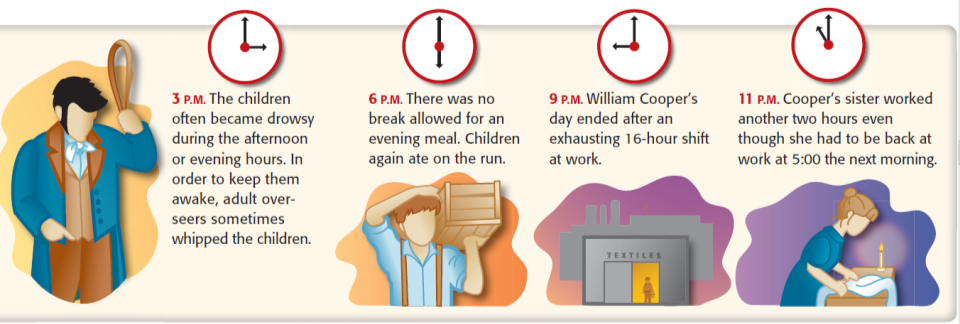 3 P.M. The children
often became drowsy
during the afternoon
or evening hours. In
order to keep them
awake, adult over-
seers sometimes
whipped the children.
6 P.M. There was no
break allowed for an
evening meal. Children
again ate on the run.
9 P.M. William Cooper's
day ended after an
exhausting 16-hour shift
at work.
TEXTILES
11 P.M. Cooper's sister worked
another two hours even
though she had to be back at
work at 5:00 the next morning.